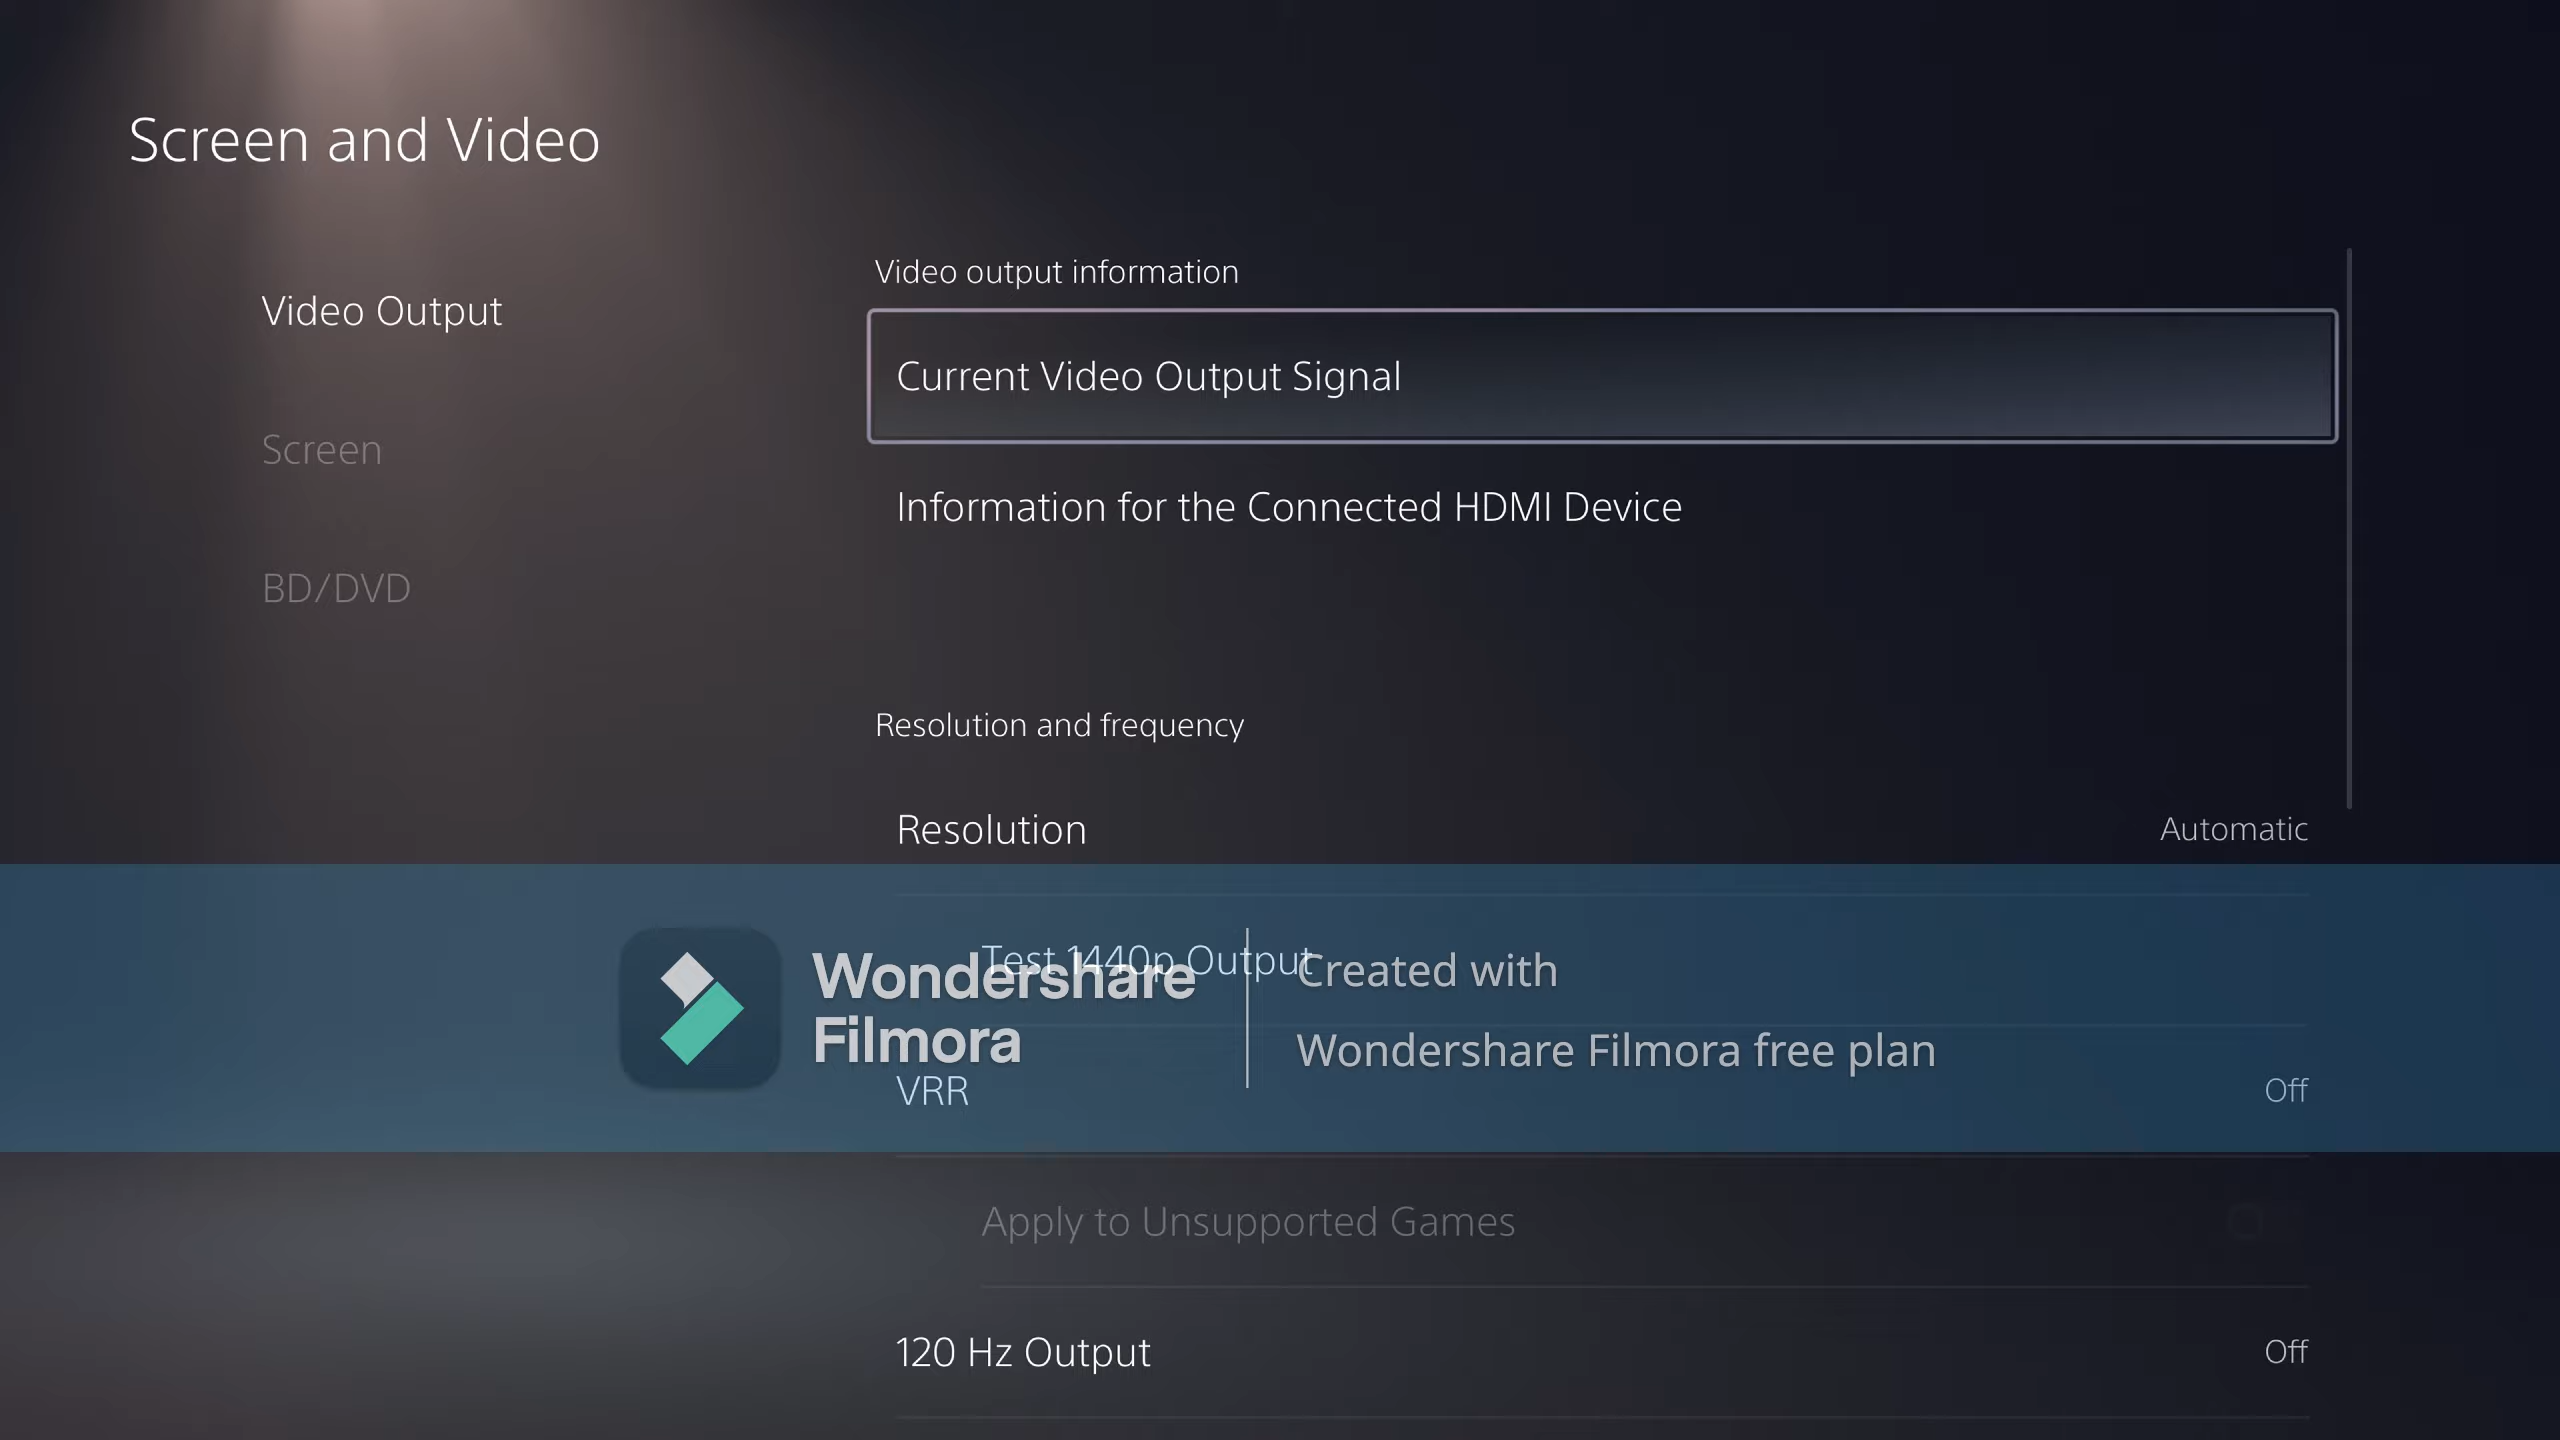 Screen and Video
Video Output
Screen
BD/DVD
Video output information
Current Video Output Signal
Information for the Connected HDMI Device
Resolution and frequency
Resolution
Automatic
Test 1440p Output
Wondershare
Filmora
Created with
Wondershare Filmora free plan
VRR
Off
Apply to Unsupported Games
120 Hz Output
Off